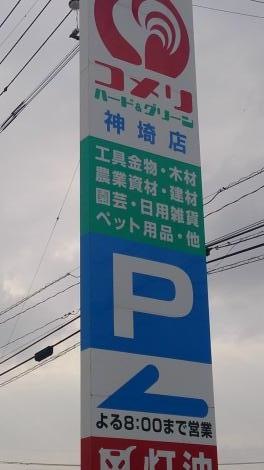 コメリ
ハード&グリーン
神埼店
工具金物・木材
農業資材・建材
園芸・日用雑貨
ペット用品・他
P
よる8:00まで営業
灯油